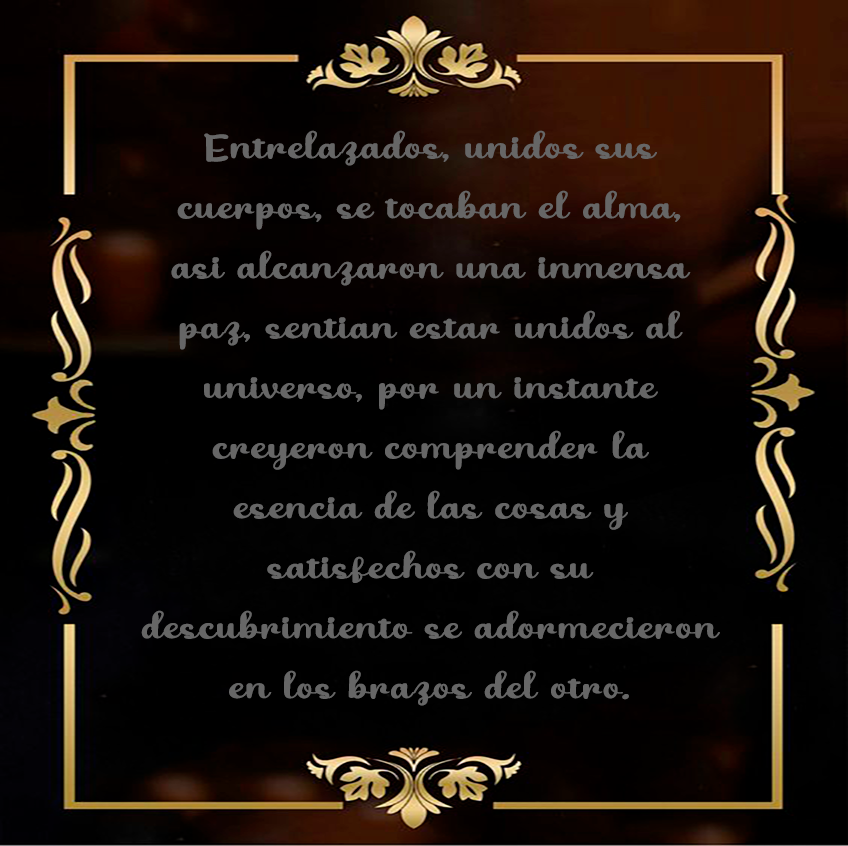 Entrelazados, unidos sus
cuerpos, se tocaban el alma,
asi alcanzaron una inmensa
paz, sentian estar unidos al
universo, por un instante
creyeron comprender la
esencia de las cosas y
satisfechos con su
descubrimiento se adormecieron
en los brazos del otro.